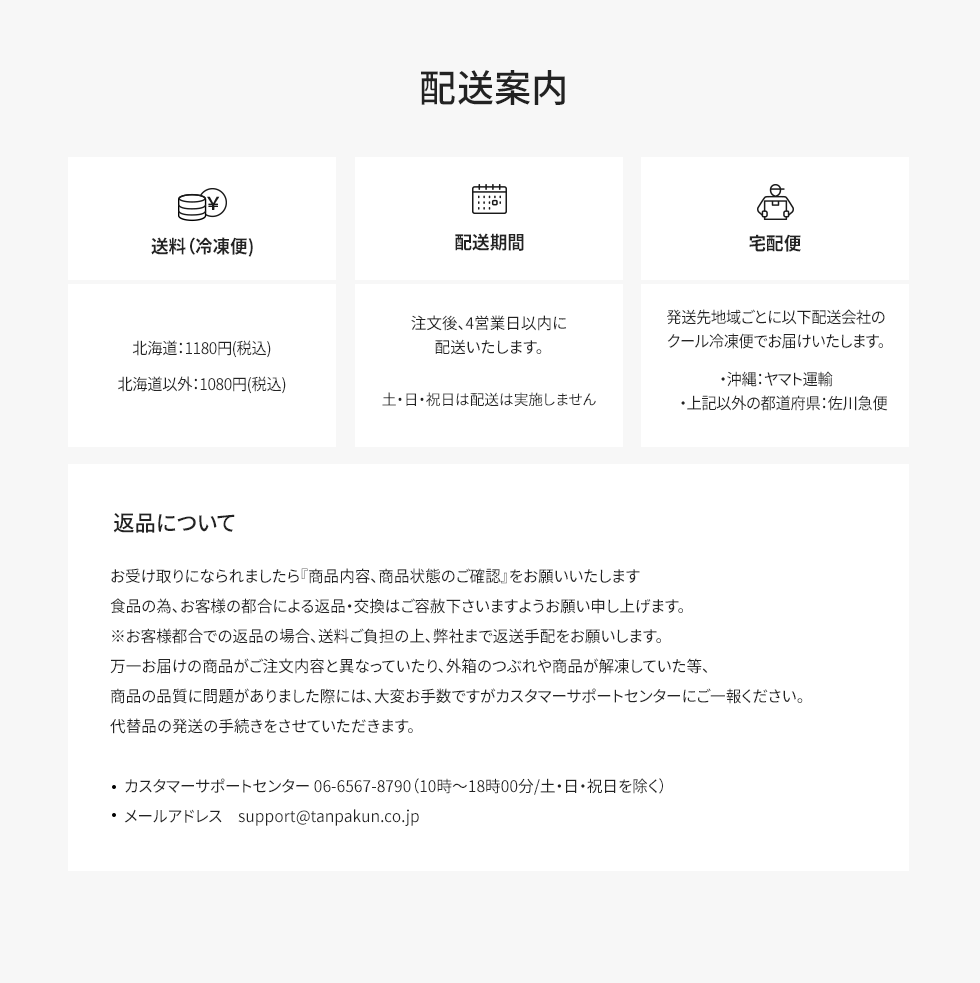 配送案内
¥
送料（冷凍便）
北海道：1180円(税込)
北海道以外：1080円(税込)
配送期間
注文後、4営業日以内に
配送いたします。
土・日・祝日は配送は実施しません
宅配便
発送先地域ごとに以下配送会社の
クール冷凍便でお届けいたします。
・沖縄：ヤマト運輸
・上記以外の都道府県：佐川急便
返品について
お受け取りになられましたら『商品内容、商品状態のご確認』をお願いいたします
食品の為、お客様の都合による返品・交換はご容赦下さいますようお願い申し上げます。
※お客様都合での返品の場合、送料ご負担の上、弊社まで返送手配をお願いします。
万一お届けの商品がご注文内容と異なっていたり、外箱のつぶれや商品が解凍していた等、
商品の品質に問題がありました際には、大変お手数ですがカスタマーサポートセンターにご一報ください。
代替品の発送の手続きをさせていただきます。
• カスタマーサポートセンター 06-6567-8790（10時～18時00分/土・日・祝日を除く）
• メールアドレス　support@tanpakun.co.jp